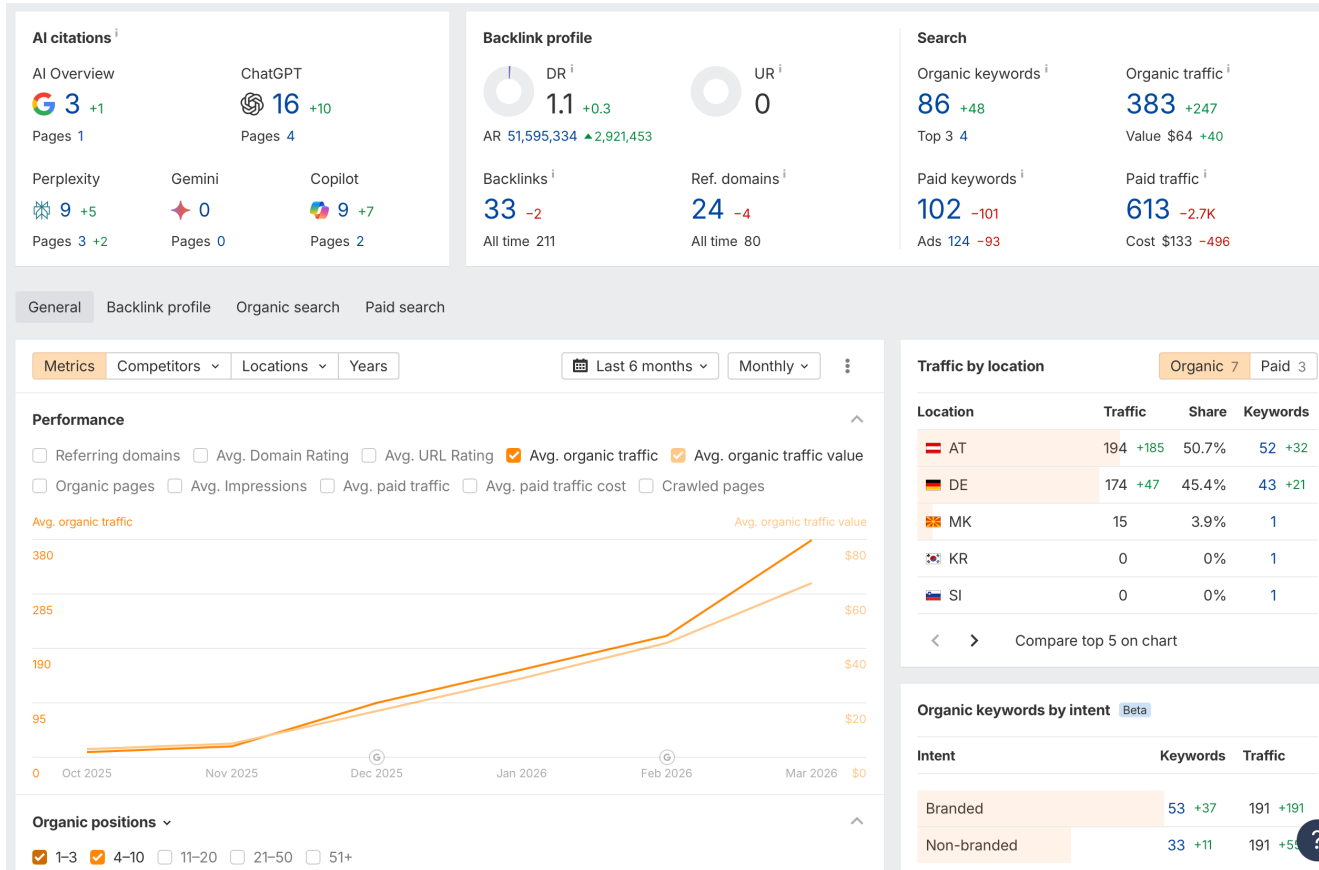 AI citations i
AI Overview
3 +1
Pages 1
ChatGPT
16 +10
Pages 4
Perplexity
9 +5
Pages 3 +2
Gemini
0
Pages 0
Copilot
9 +7
Pages 2
Backlink profile
DR i
1.1 +0.3
UR i
0
AR 51,595,334 2,921,453
Backlinks i
33 −2
All time 211
Ref. domains i
24 −4
All time 80
Search
Organic keywords i
86 +48
Top 3 4
Organic traffic i
383 +247
Value $64 +40
Paid keywords i
102 −101
Ads 124 −93
Paid traffic i
613 −2.7K
Cost $133 −496
General Backlink profile Organic search Paid search
Metrics Competitors Locations Years Last 6 months Monthly
Performance
Referring domains Avg. Domain Rating Avg. URL Rating Avg. organic traffic Avg. organic traffic value
Organic pages Avg. Impressions Avg. paid traffic Avg. paid traffic cost Crawled pages
Avg. organic traffic Avg. organic traffic value
380 $80
285 $60
190 $40
95 $20
G G
0 Oct 2025 Nov 2025 Dec 2025 Jan 2026 Feb 2026 Mar 2026 $0
Organic positions
1–3 4–10 11–20 21–50 51+
Traffic by location Organic 7 Paid 3
Location Traffic Share Keywords
AT 194 +185 50.7% 52 +32
DE 174 +47 45.4% 43 +21
MK 15 3.9% 1
KR 0 0% 1
SI 0 0% 1
Compare top 5 on chart
Organic keywords by intent Beta
Intent Keywords Traffic
Branded 53 +37 191 +191
Non-branded 33 +11 191
?